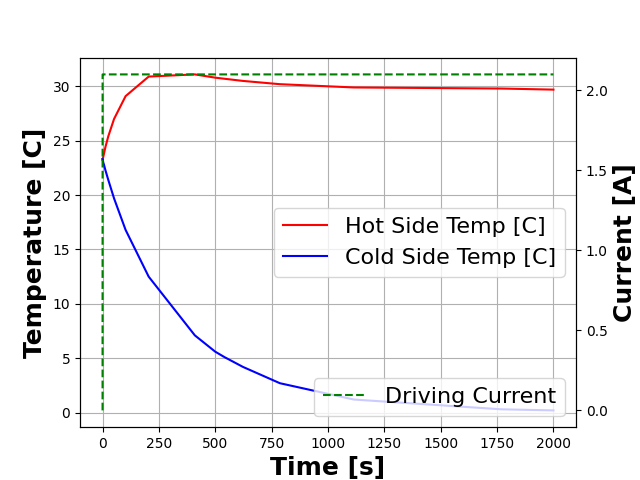 30
25
20
15
10
5
0
Temperature [C]
2.0
1.5
1.0
0.5
0.0
Current [A]
Hot Side Temp [C]
Cold Side Temp [C]
Driving Current
0 250 500 750 1000 1250 1500 1750 2000
Time [s]